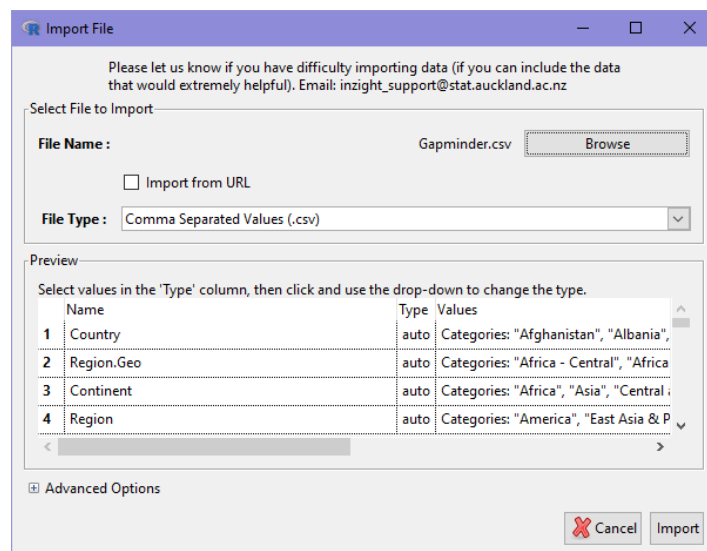 Import File
Please let us know if you have difficulty importing data (if you can include the data
that would extremely helpful). Email: inzight_support@stat.auckland.ac.nz
Select File to Import
File Name : Gapminder.csv Browse
Import from URL
File Type : Comma Separated Values (.csv)
Preview
Select values in the 'Type' column, then click and use the drop-down to change the type.
Name Type Values
1 Country auto Categories: "Afghanistan", "Albania",
2 Region.Geo auto Categories: "Africa - Central", "Africa
3 Continent auto Categories: "Africa", "Asia", "Central
4 Region auto Categories: "America", "East Asia & P
Advanced Options
Cancel Import